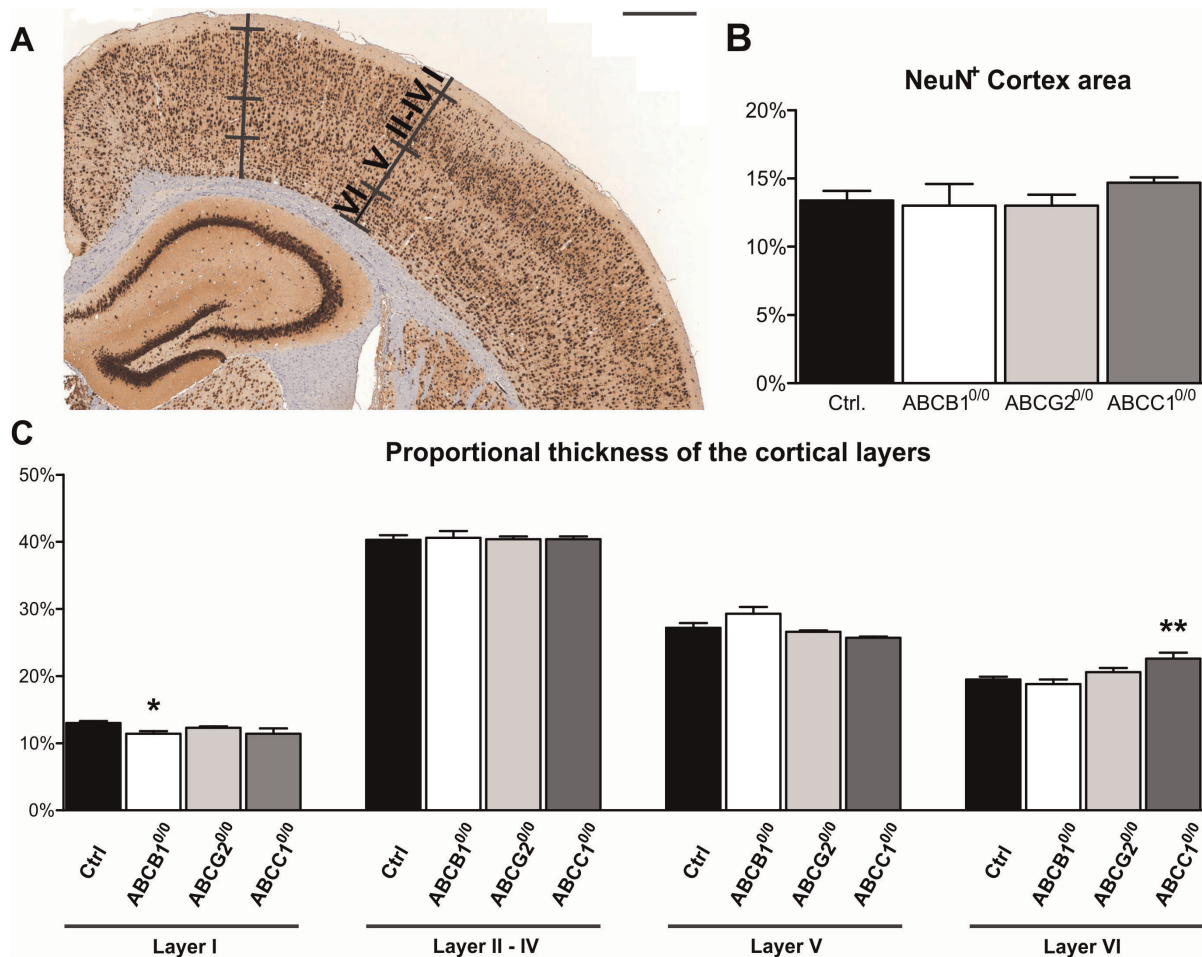 A
I
II-IV
V
VI
B
NeuN⁺ Cortex area
20%
15%
10%
5%
0%
Ctrl. ABCB1⁰/⁰ ABCG2⁰/⁰ ABCC1⁰/⁰
C
Proportional thickness of the cortical layers
50%
40%
30%
20%
10%
0%
*
**
Ctrl ABCB1⁰/⁰ ABCG2⁰/⁰ ABCC1⁰/⁰ Ctrl ABCB1⁰/⁰ ABCG2⁰/⁰ ABCC1⁰/⁰ Ctrl ABCB1⁰/⁰ ABCG2⁰/⁰ ABCC1⁰/⁰ Ctrl ABCB1⁰/⁰ ABCG2⁰/⁰ ABCC1⁰/⁰
Layer I Layer II - IV Layer V Layer VI